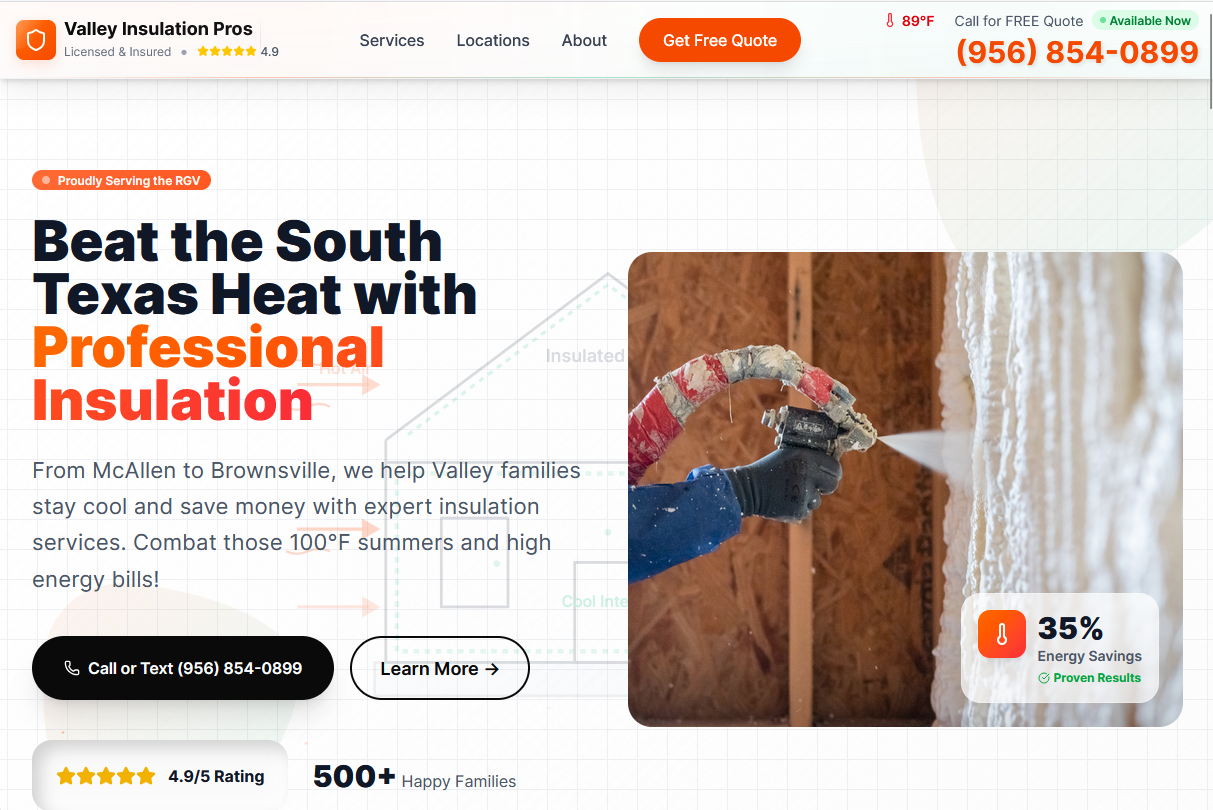 Valley Insulation Pros
Licensed & Insured • 4.9
Services
Locations
About
Get Free Quote
89°F
Call for FREE Quote
Available Now
(956) 854-0899
Proudly Serving the RGV
Beat the South
Texas Heat with
Professional
Insulation
Hot Air
Insulated
From McAllen to Brownsville, we help Valley families
stay cool and save money with expert insulation
services. Combat those 100°F summers and high
energy bills!
Cool Inte
Call or Text (956) 854-0899
Learn More →
35%
Energy Savings
Proven Results
4.9/5 Rating
500+ Happy Families